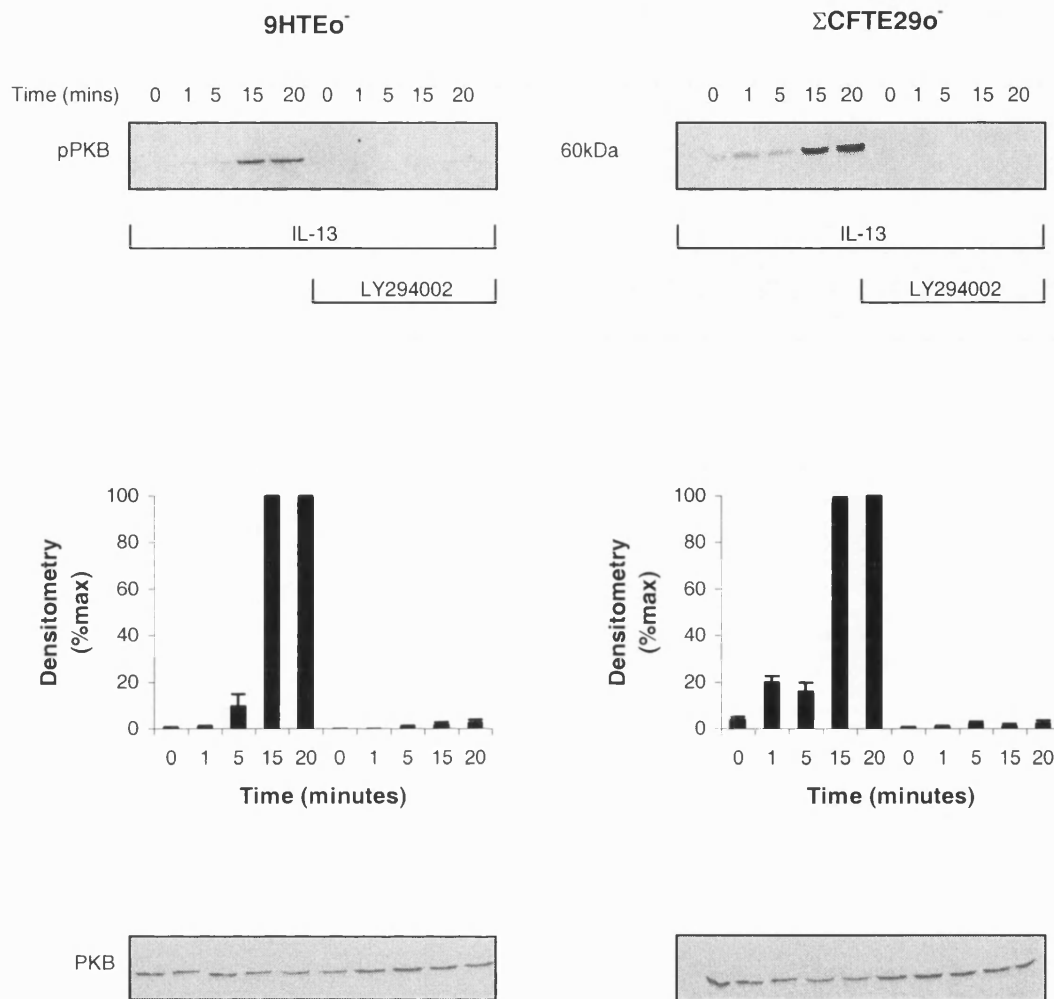 9HTEo-
ΣCFTE29o-
Time (mins) 0 1 5 15 20 0 1 5 15 20
0 1 5 15 20 0 1 5 15 20
pPKB
60kDa
IL-13
IL-13
LY294002
LY294002
Densitometry
(%max)
100
80
60
40
20
0
0 1 5 15 20 0 1 5 15 20
Time (minutes)
Densitometry
(%max)
100
80
60
40
20
0
0 1 5 15 20 0 1 5 15 20
Time (minutes)
PKB